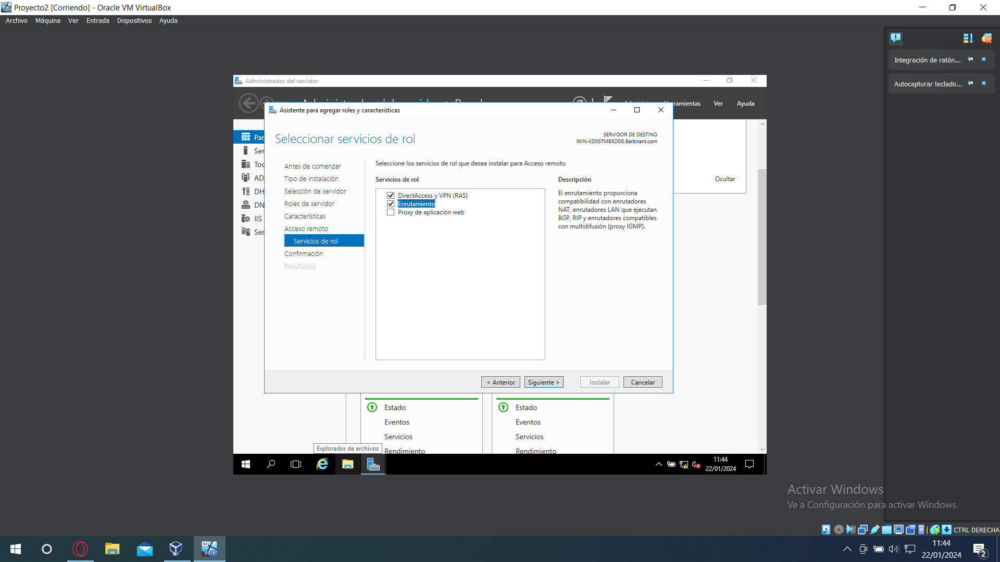 Proyecto2 [Corriendo] - Oracle VM VirtualBox
Archivo Máquina Ver Entrada Dispositivos Ayuda
Integración de ratón...
Autocapturar teclado...
Administrador del servidor
Ver Ayuda
Asistente para agregar roles y características
Seleccionar servicios de rol
SERVIDOR DE DESTINO
WIN-KD0STMB5D0G.Barbirant.com
Antes de comenzar
Tipo de instalación
Selección de servidor
Roles de servidor
Características
Acceso remoto
Servicios de rol
Confirmación
Resultados
Seleccione los servicios de rol que desea instalar para Acceso remoto
Servicios de rol
DirectAccess y VPN (RAS)
Enrutamiento
Proxy de aplicación web
Descripción
El enrutamiento proporciona
compatibilidad con enrutadores
NAT, enrutadores LAN que ejecutan
BGP, RIP y enrutadores compatibles
con multidifusión (proxy IGMP).
Ocultar
Par
Ser
Tod
AD
DH
DN
IIS
Ser
< Anterior Siguiente > Instalar Cancelar
Estado
Eventos
Servicios
Rendimiento
Estado
Eventos
Servicios
Rendimiento
Explorador de archivos
11:44
22/01/2024
Activar Windows
Ve a Configuración para activar Windows.
CTRL DERECHA
64
2016
11:44
22/01/2024
2